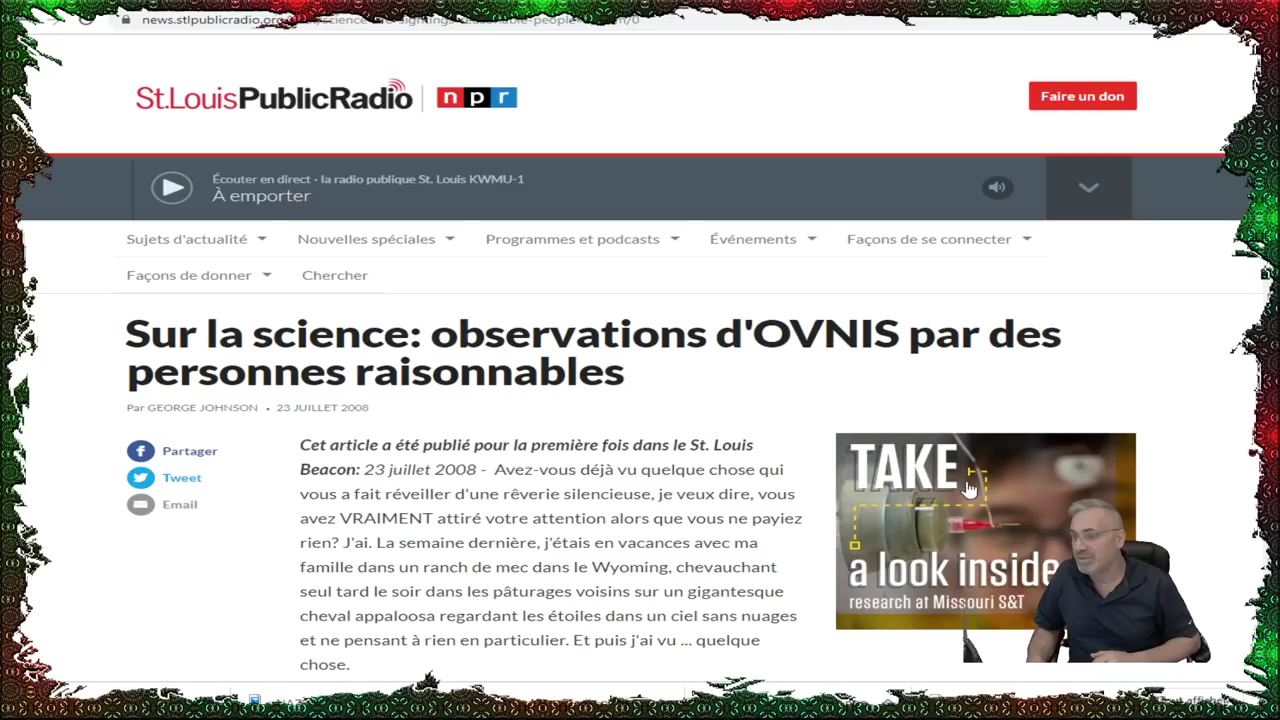 news.stlpublicradio.org
St.LouisPublicRadio npr
Faire un don
Écouter en direct · la radio publique St. Louis KWMU-1
À emporter
Sujets d'actualité Nouvelles spéciales Programmes et podcasts Événements Façons de se connecter
Façons de donner Chercher
Sur la science: observations d'OVNIS par des
personnes raisonnables
Par GEORGE JOHNSON • 23 JUILLET 2008
Partager
Tweet
Email
Cet article a été publié pour la première fois dans le St. Louis
Beacon: 23 juillet 2008 - Avez-vous déjà vu quelque chose qui
vous a fait réveiller d'une rêverie silencieuse, je veux dire, vous
avez VRAIMENT attiré votre attention alors que vous ne payiez
rien? J'ai. La semaine dernière, j'étais en vacances avec ma
famille dans un ranch de mec dans le Wyoming, chevauchant
seul tard le soir dans les pâturages voisins sur un gigantesque
cheval appaloosa regardant les étoiles dans un ciel sans nuages
et ne pensant à rien en particulier. Et puis j'ai vu ... quelque
chose.
TAKE
a look inside
research at Missouri S&T